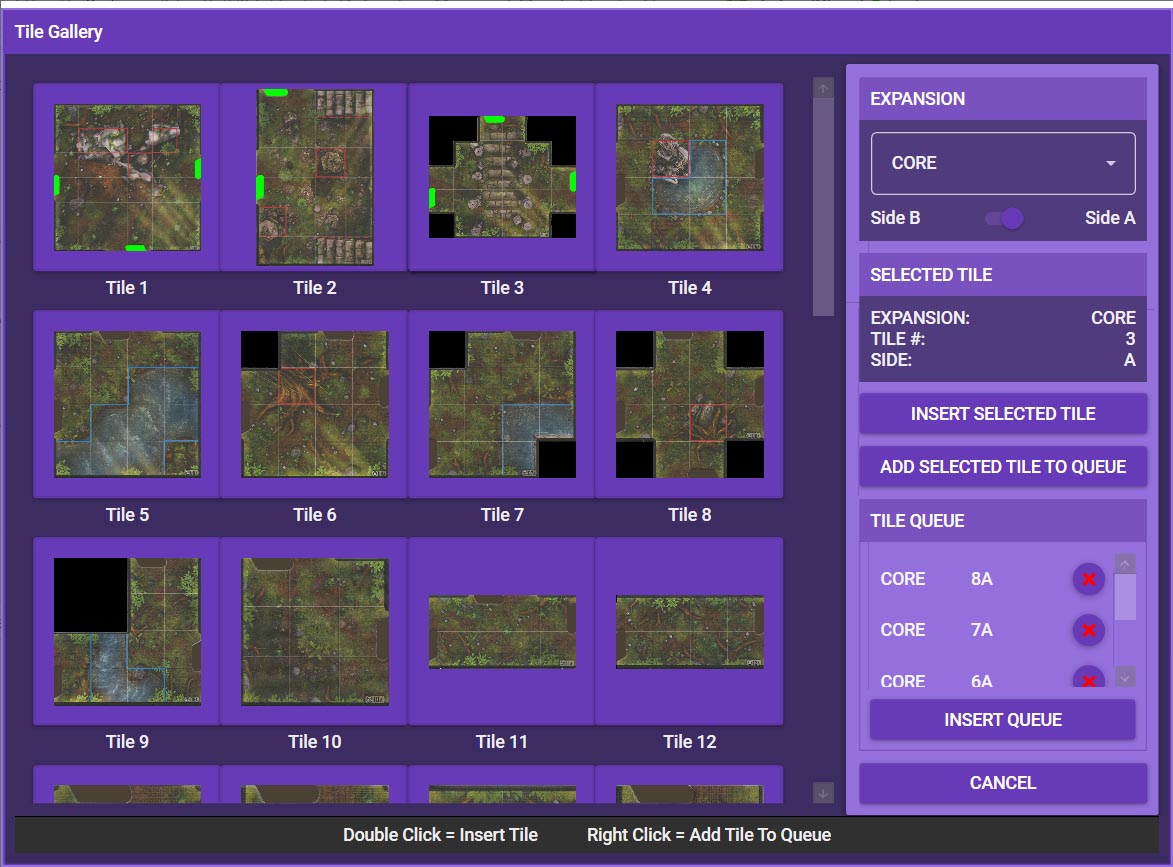 Tile Gallery
Tile 1
Tile 2
Tile 3
Tile 4
Tile 5
Tile 6
Tile 7
Tile 8
Tile 9
Tile 10
Tile 11
Tile 12
Double Click = Insert Tile
Right Click = Add Tile To Queue
EXPANSION
CORE
Side B
Side A
SELECTED TILE
EXPANSION: CORE
TILE #: 3
SIDE: A
INSERT SELECTED TILE
ADD SELECTED TILE TO QUEUE
TILE QUEUE
CORE 8A
CORE 7A
CORE 6A
INSERT QUEUE
CANCEL